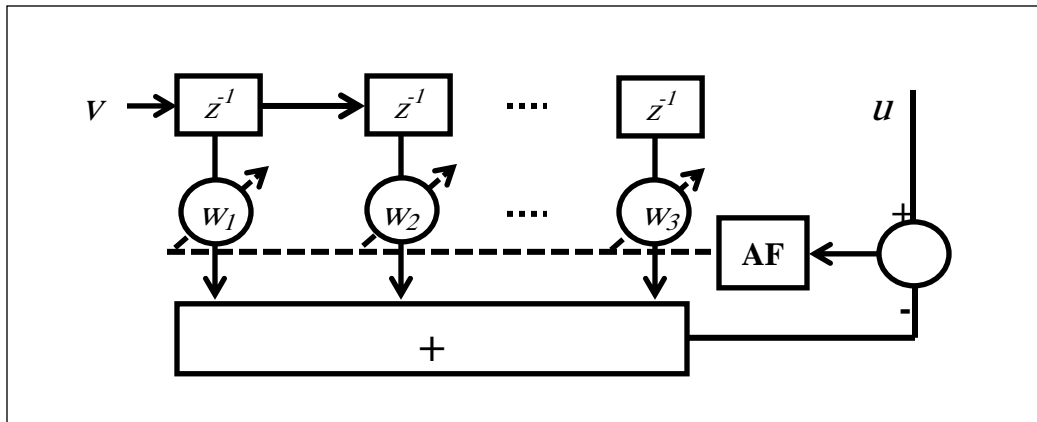 v z⁻¹ z⁻¹ ..... z⁻¹ u
w₁ w₂ ..... w₃
+
AF
-
+